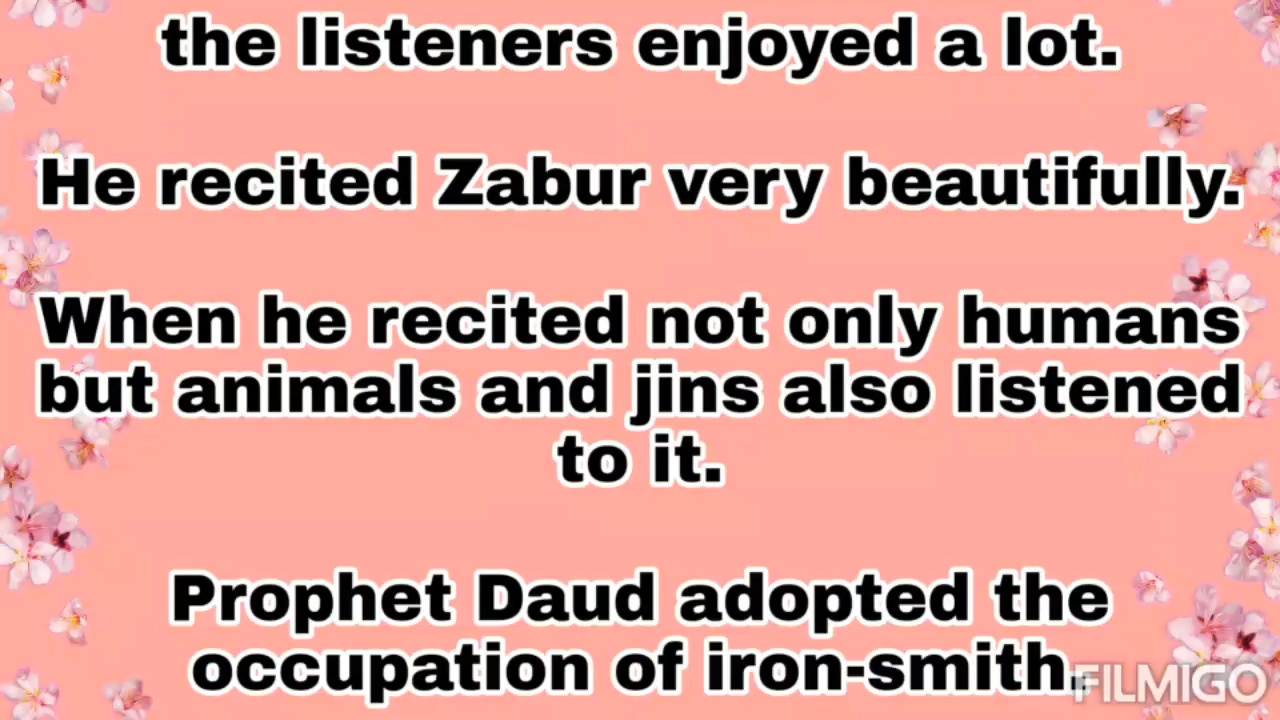 the listeners enjoyed a lot.
He recited Zabur very beautifully.
When he recited not only humans
but animals and jins also listened
to it.
Prophet Daud adopted the
occupation of iron-smith.
FILMIGO